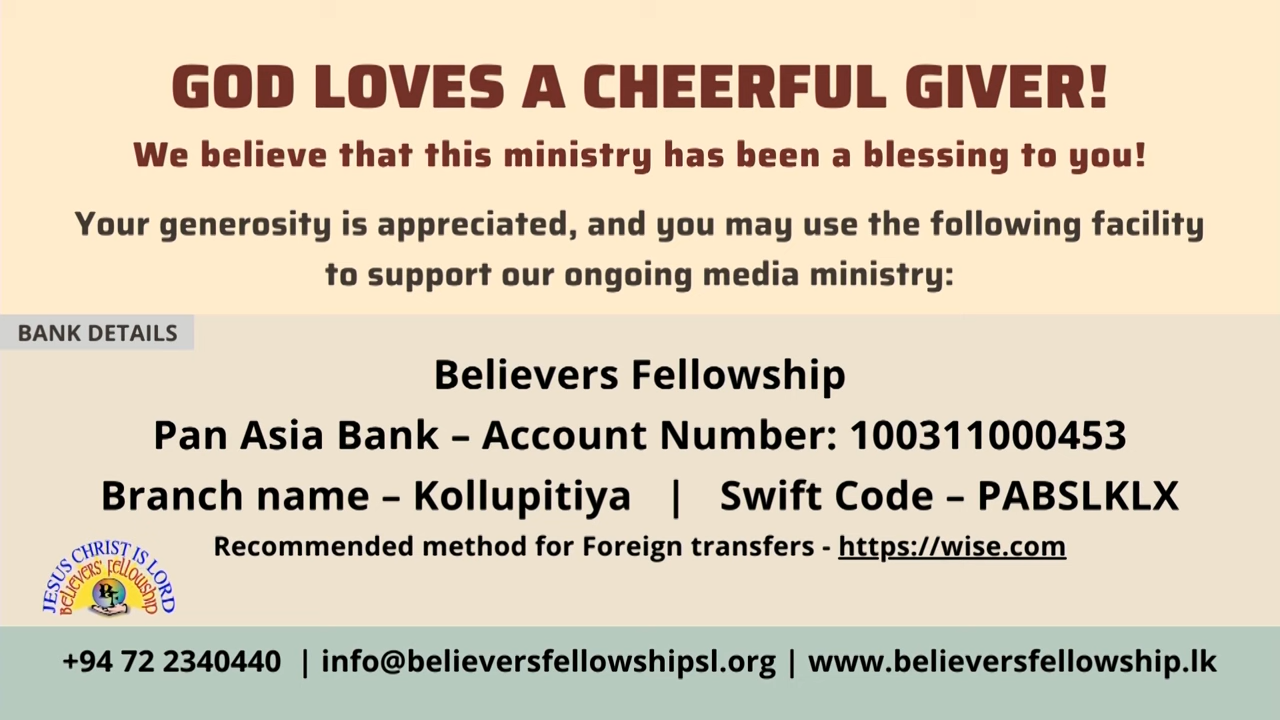 GOD LOVES A CHEERFUL GIVER!
We believe that this ministry has been a blessing to you!
Your generosity is appreciated, and you may use the following facility
to support our ongoing media ministry:
BANK DETAILS
Believers Fellowship
Pan Asia Bank – Account Number: 100311000453
Branch name – Kollupitiya | Swift Code – PABSLKLX
Recommended method for Foreign transfers - https://wise.com
JESUS CHRIST IS LORD
Believers' Fellowship
BF
+94 72 2340440 | info@believersfellowshipsl.org | www.believersfellowship.lk